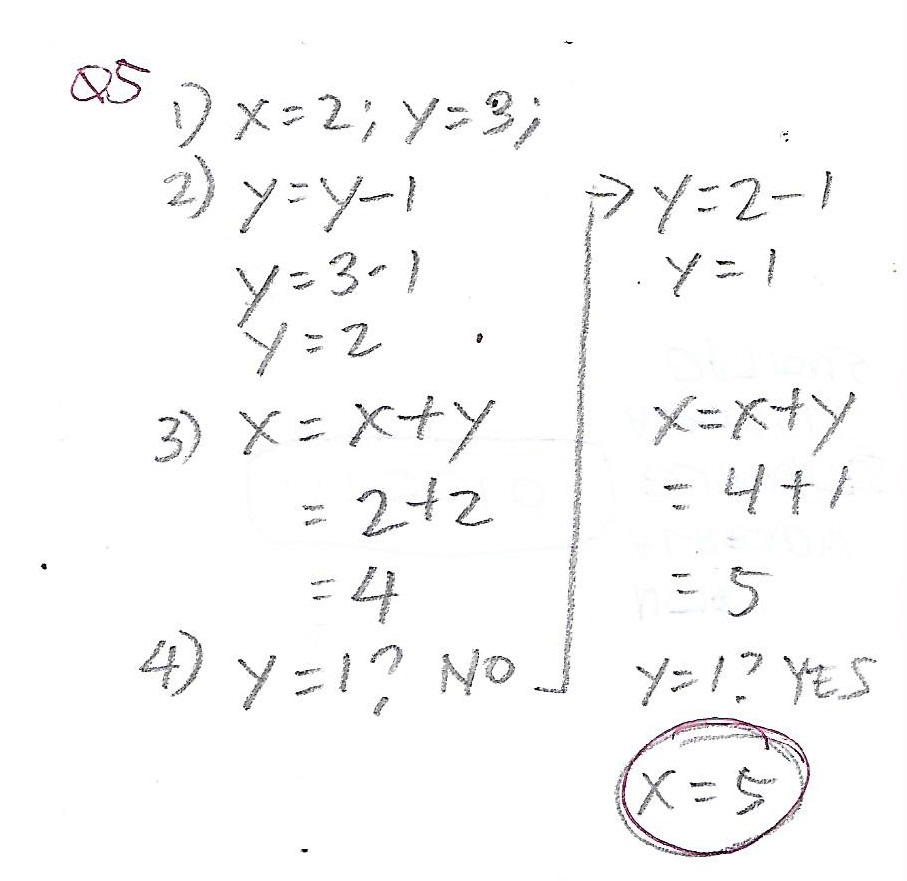 Q5
1) x=2; y=3;
2) y=y-1
y=3-1
y=2
3) x=x+y
=2+2
=4
4) y=1? NO
→ y=2-1
y=1
x=x+y
=4+1
=5
y=1? YES
x=5